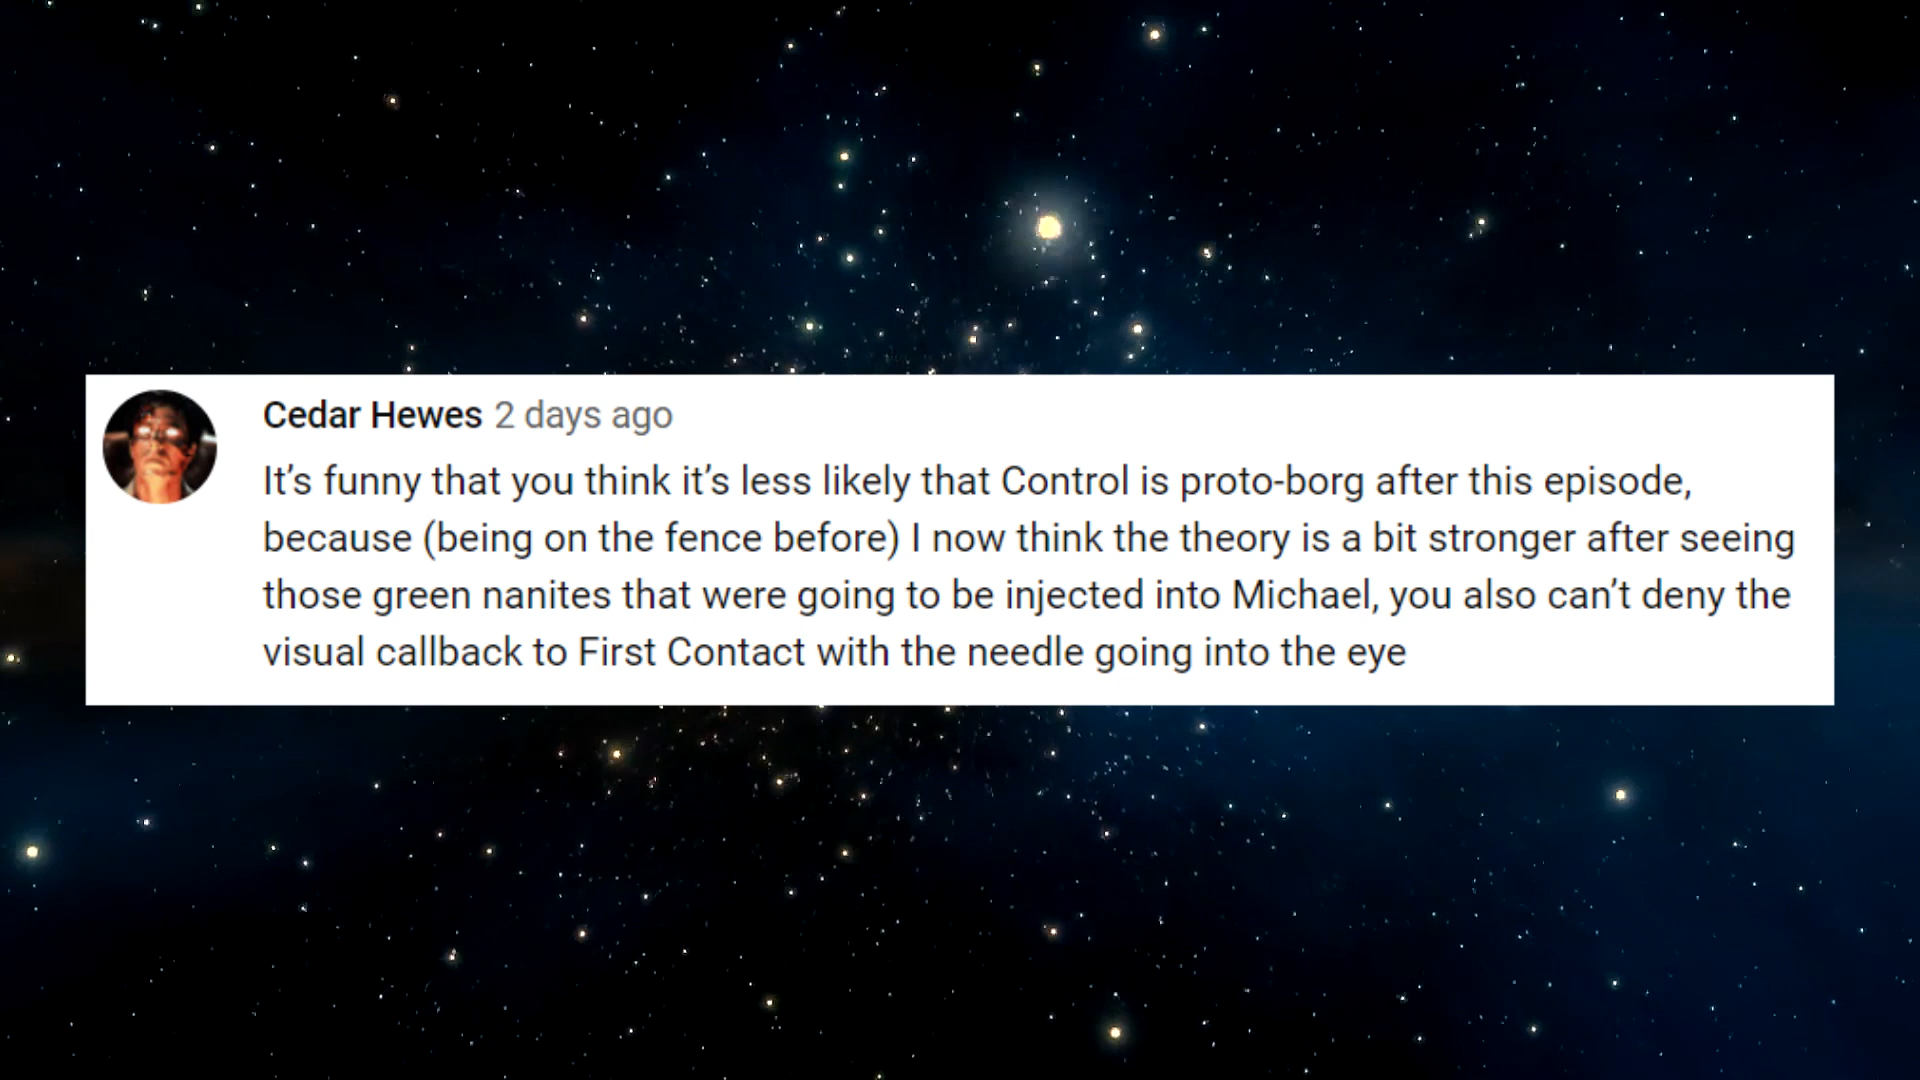 Cedar Hewes 2 days ago
It’s funny that you think it’s less likely that Control is proto-borg after this episode,
because (being on the fence before) I now think the theory is a bit stronger after seeing
those green nanites that were going to be injected into Michael, you also can’t deny the
visual callback to First Contact with the needle going into the eye